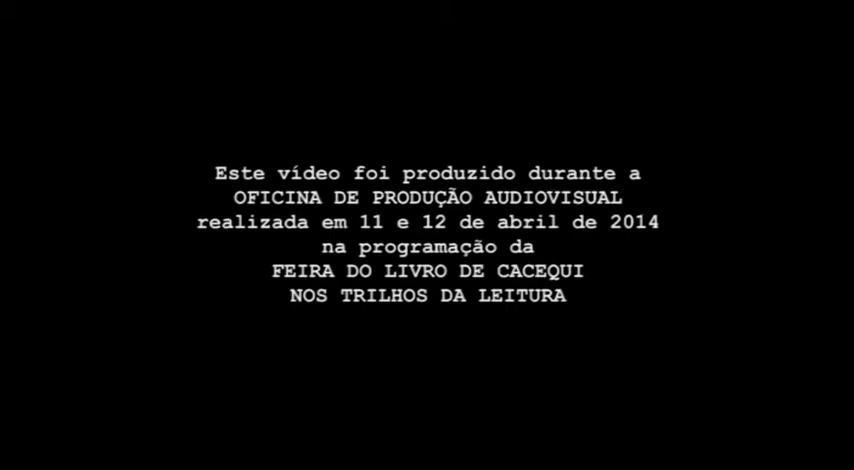 Este vídeo foi produzido durante a
OFICINA DE PRODUÇÃO AUDIOVISUAL
realizada em 11 e 12 de abril de 2014
na programação da
FEIRA DO LIVRO DE CACEQUI
NOS TRILHOS DA LEITURA